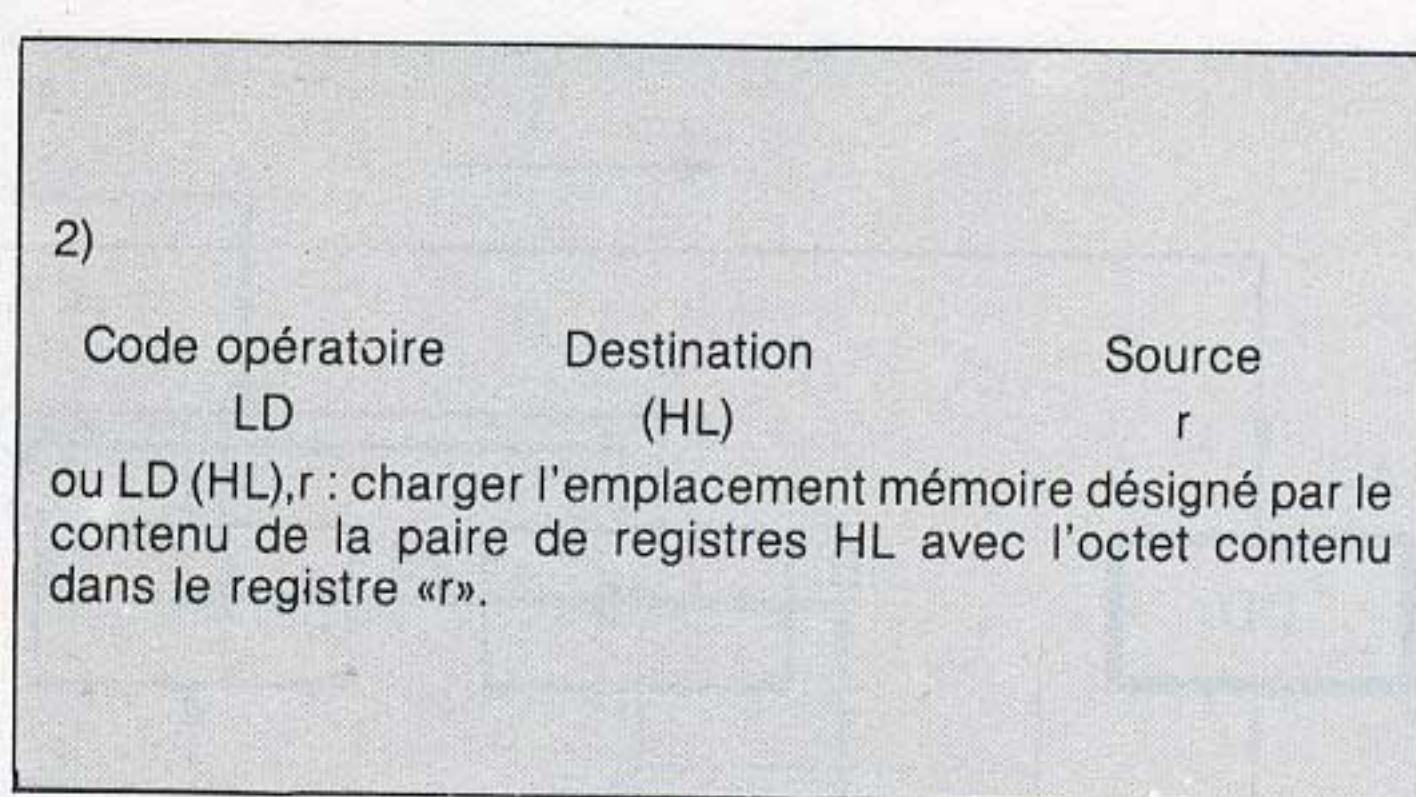 2)
Code opératoire Destination Source
LD (HL) r
ou LD (HL),r : charger l'emplacement mémoire désigné par le
contenu de la paire de registres HL avec l'octet contenu
dans le registre «r».